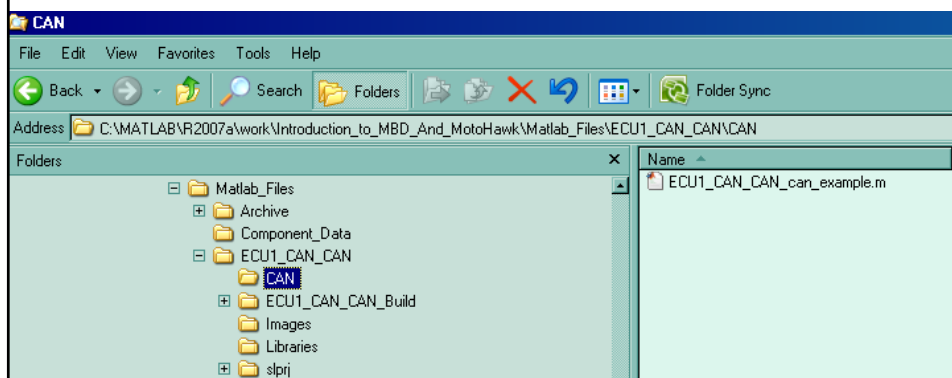 CAN
File Edit View Favorites Tools Help
Back Search Folders Folder Sync
Address C:\MATLAB\R2007a\work\Introduction_to_MBD_And_MotoHawk\Matlab_Files\ECU1_CAN_CAN\CAN
Folders x Name
Matlab_Files ECU1_CAN_CAN_can_example.m
Archive
Component_Data
ECU1_CAN_CAN
CAN
ECU1_CAN_CAN_Build
Images
Libraries
slprj